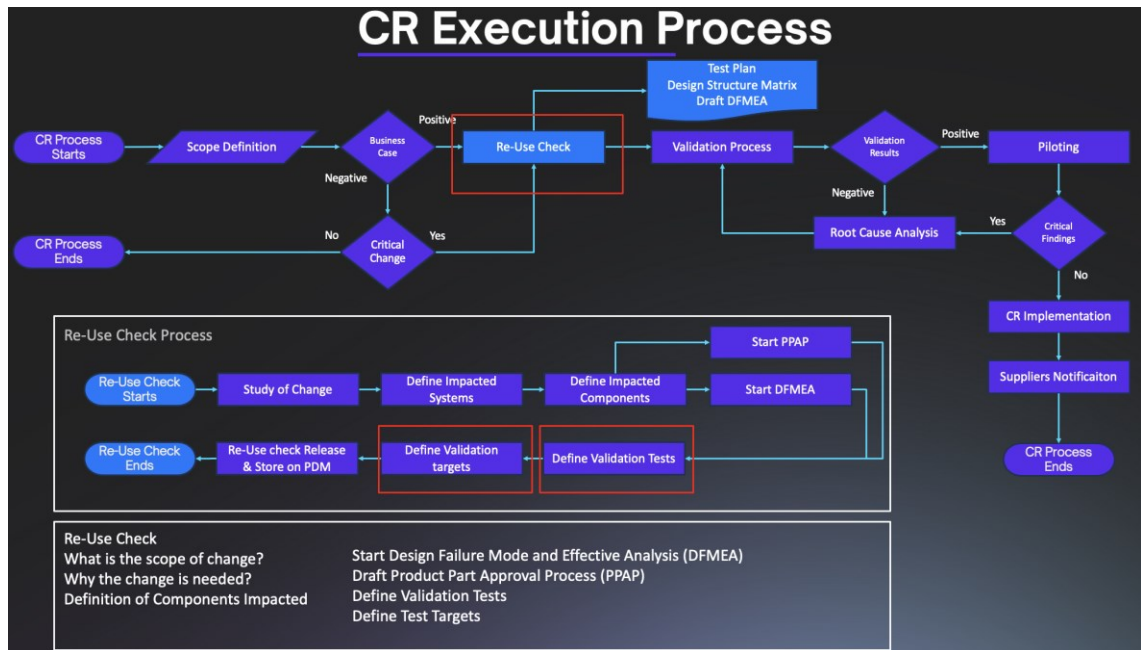 CR Execution Process
Test Plan
Design Structure Matrix
Draft DFMEA
CR Process
Starts
Scope Definition
Business
Case
Positive
Negative
Re-Use Check
Validation Process
Validation
Results
Positive
Negative
Piloting
CR Process
Ends
No
Critical
Change
Yes
Root Cause Analysis
Yes
Critical
Findings
No
CR Implementation
Suppliers Notificaiton
CR Process
Ends
Re-Use Check Process
Re-Use Check
Starts
Study of Change
Define Impacted
Systems
Define Impacted
Components
Start PPAP
Start DFMEA
Re-Use Check
Ends
Re-Use check Release
& Store on PDM
Define Validation
targets
Define Validation Tests
Re-Use Check
What is the scope of change?
Why the change is needed?
Definition of Components Impacted
Start Design Failure Mode and Effective Analysis (DFMEA)
Draft Product Part Approval Process (PPAP)
Define Validation Tests
Define Test Targets